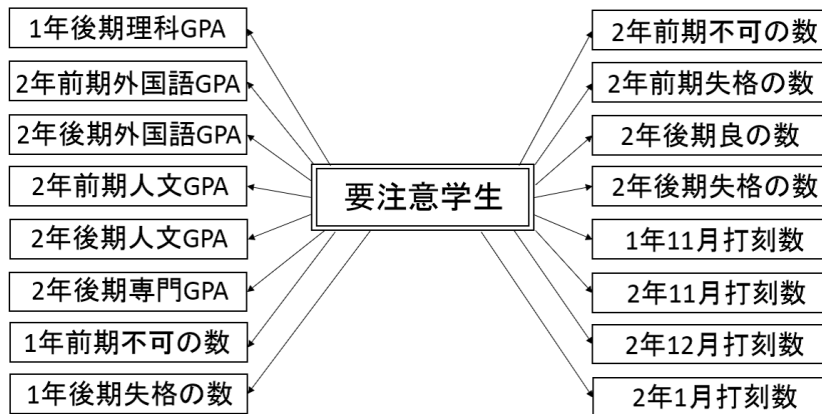 1年後期理科GPA
2年前期外国語GPA
2年後期外国語GPA
2年前期人文GPA
2年後期人文GPA
2年後期専門GPA
1年前期不可の数
1年後期失格の数
要注意学生
2年前期不可の数
2年前期失格の数
2年後期良の数
2年後期失格の数
1年11月打刻数
2年11月打刻数
2年12月打刻数
2年1月打刻数